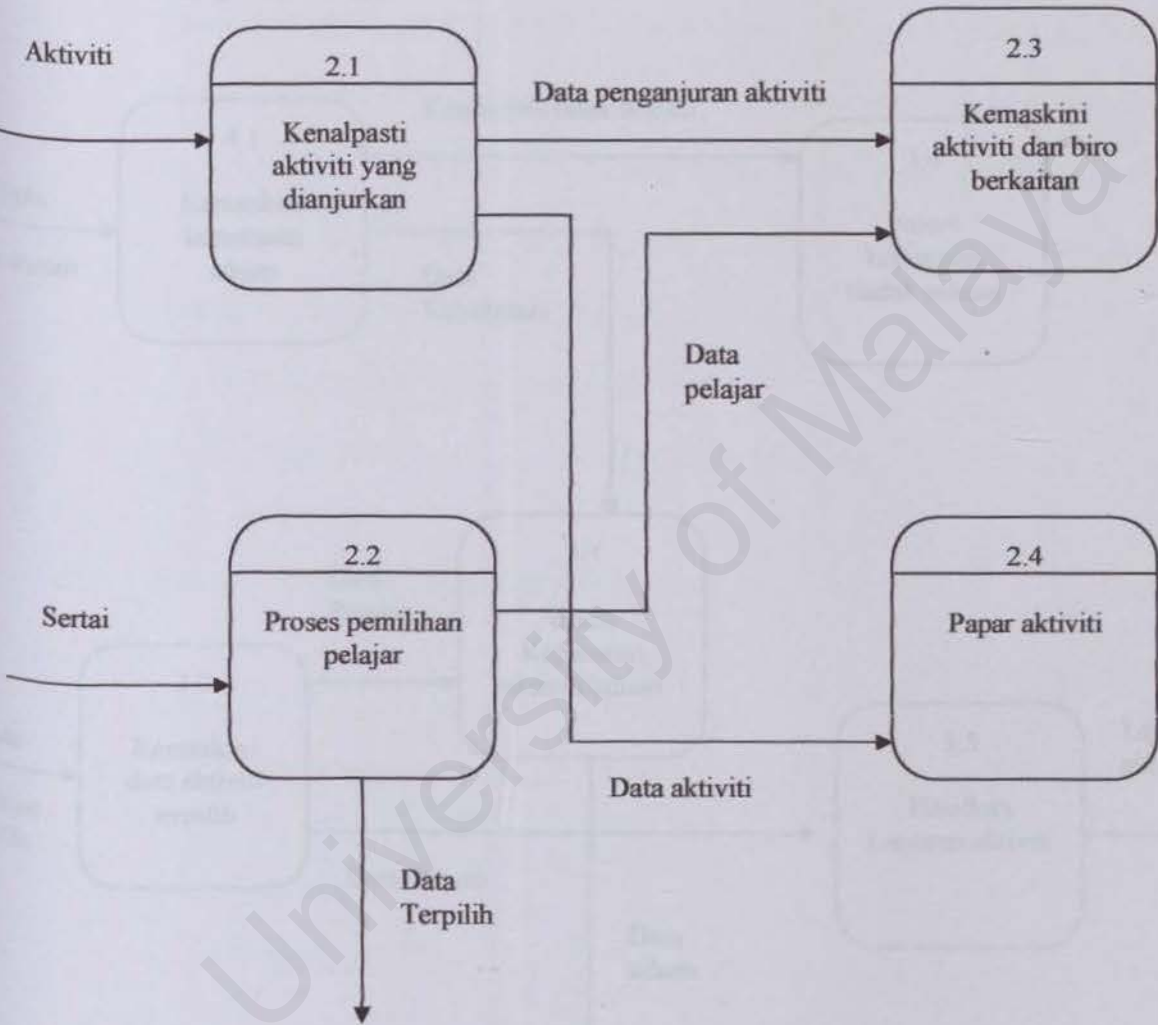 Aktiviti
2.1
Kenalpasti
aktiviti yang
dianjurkan
Data penganjuran aktiviti
2.3
Kemaskini
aktiviti dan biro
berkaitan
Data
pelajar
Sertai
2.2
Proses pemilihan
pelajar
2.4
Papar aktiviti
Data aktiviti
Data
Terpilih
University of Malaya